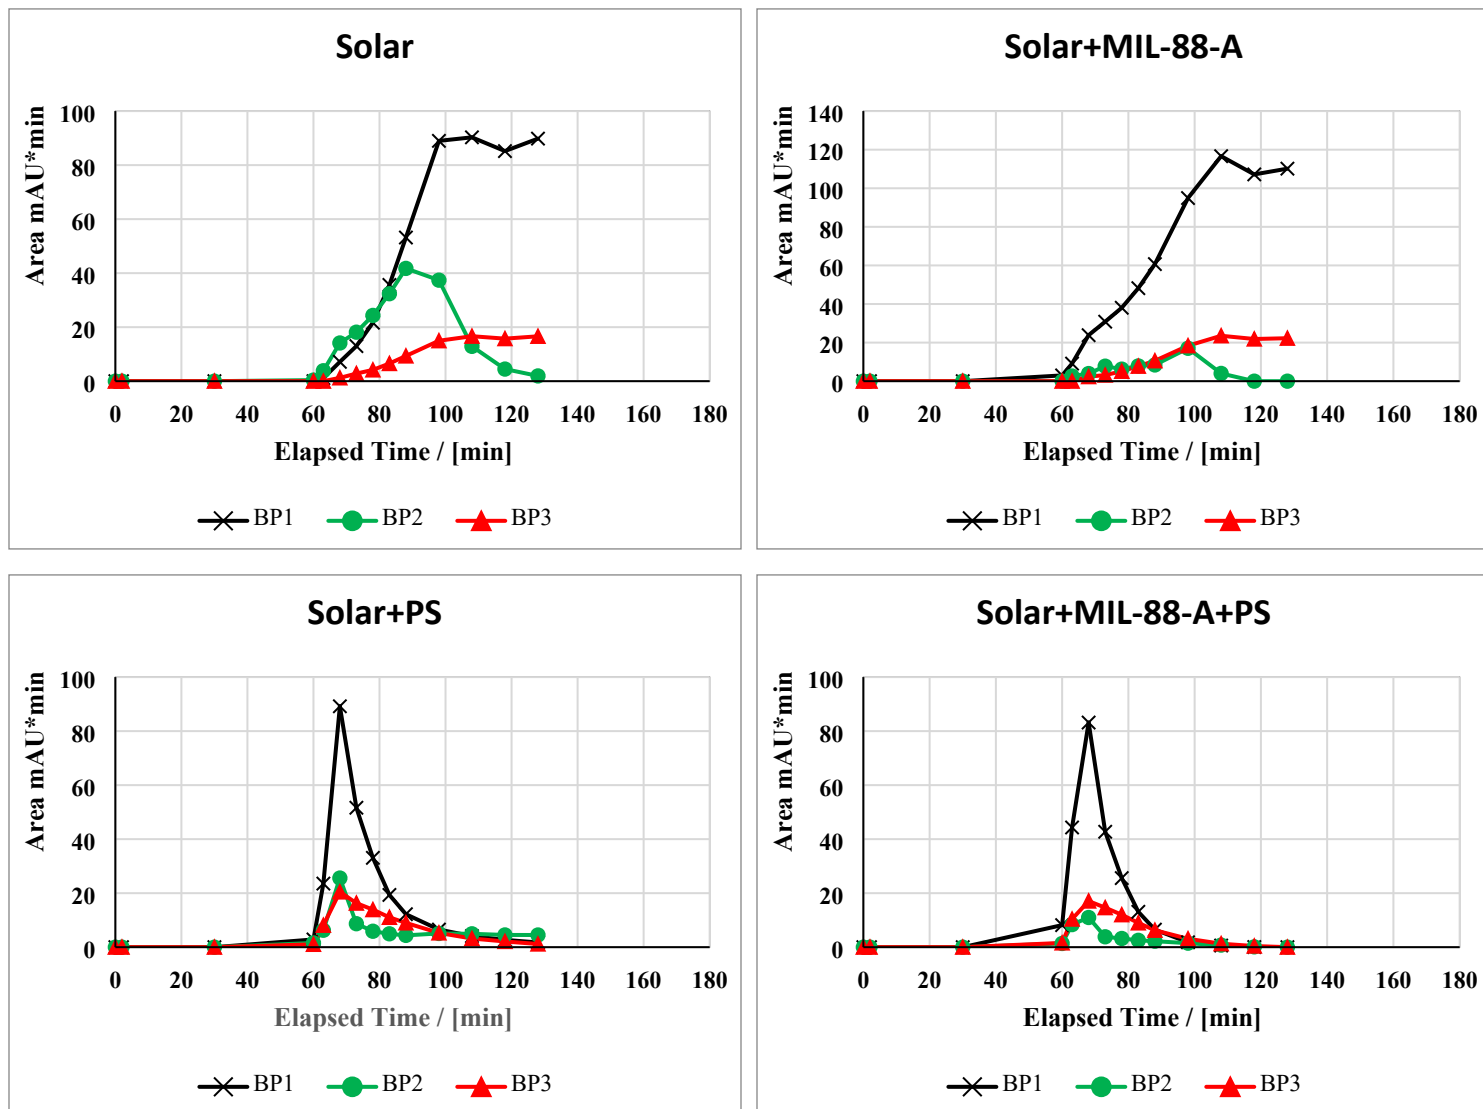 Solar
Area mAU*min
100
80
60
40
20
0
0 20 40 60 80 100 120 140 160 180
Elapsed Time / [min]
BP1 BP2 BP3
Solar+MIL-88-A
Area mAU*min
140
120
100
80
60
40
20
0
0 20 40 60 80 100 120 140 160 180
Elapsed Time / [min]
BP1 BP2 BP3
Solar+PS
Area mAU*min
100
80
60
40
20
0
0 20 40 60 80 100 120 140 160 180
Elapsed Time / [min]
BP1 BP2 BP3
Solar+MIL-88-A+PS
Area mAU*min
100
80
60
40
20
0
0 20 40 60 80 100 120 140 160 180
Elapsed Time / [min]
BP1 BP2 BP3